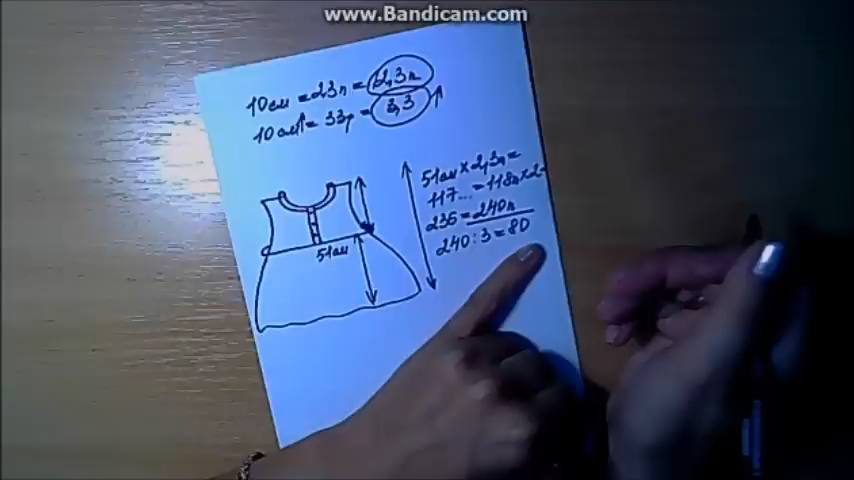 www.Bandicam.com
10см = 23п = 2,3п
10см = 33р = 3,3
51см × 2,3п =
117... = 118п × 2 =
236 = 240п
240 : 3 = 80
51см